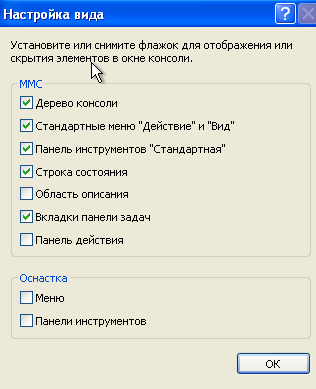 Настройка вида
Установите или снимите флажок для отображения или
скрытия элементов в окне консоли.
MMC
Дерево консоли
Стандартные меню "Действие" и "Вид"
Панель инструментов "Стандартная"
Строка состояния
Область описания
Вкладки панели задач
Панель действия
Оснастка
Меню
Панели инструментов
ОК